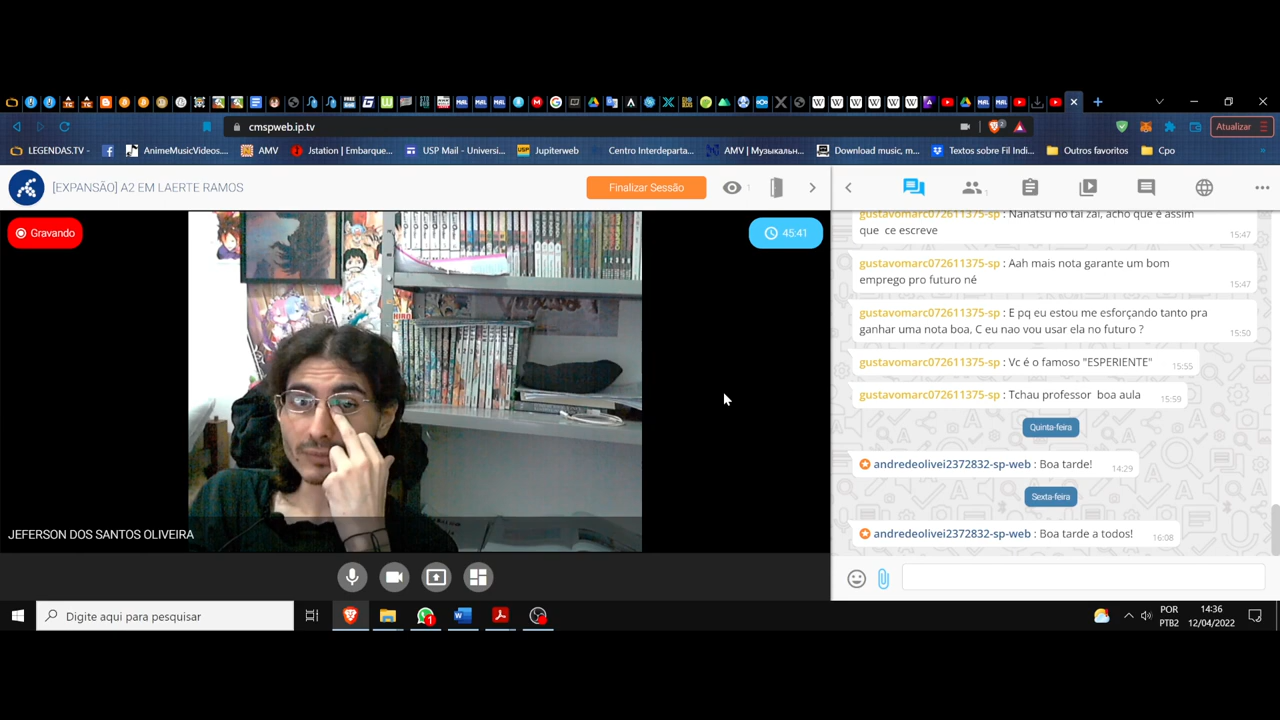 cmspweb.ip.tv
Atualizar
LEGENDAS.TV - AnimeMusicVideos... AMV Jstation | Embarque... USP Mail - Universi... Jupiterweb Centro Interdeparta... AMV | Музыкальн... Download music, m... Textos sobre Fil Indi... Outros favoritos Cpo
[EXPANSÃO] A2 EM LAERTE RAMOS
Finalizar Sessão
1
1
Gravando
45:41
JEFERSON DOS SANTOS OLIVEIRA
gustavomarc072611375-sp : Nanatsu no tai zai, acho que é assim
que ce escreve
15:47
gustavomarc072611375-sp : Aah mais nota garante um bom
emprego pro futuro né
15:47
gustavomarc072611375-sp : E pq eu estou me esforçando tanto pra
ganhar uma nota boa, C eu nao vou usar ela no futuro ?
15:50
gustavomarc072611375-sp : Vc é o famoso "ESPERIENTE"
15:55
gustavomarc072611375-sp : Tchau professor boa aula
15:59
Quinta-feira
andredeolivei2372832-sp-web : Boa tarde!
14:29
Sexta-feira
andredeolivei2372832-sp-web : Boa tarde a todos!
16:08
Digite aqui para pesquisar
1
POR
PTB2
14:36
12/04/2022